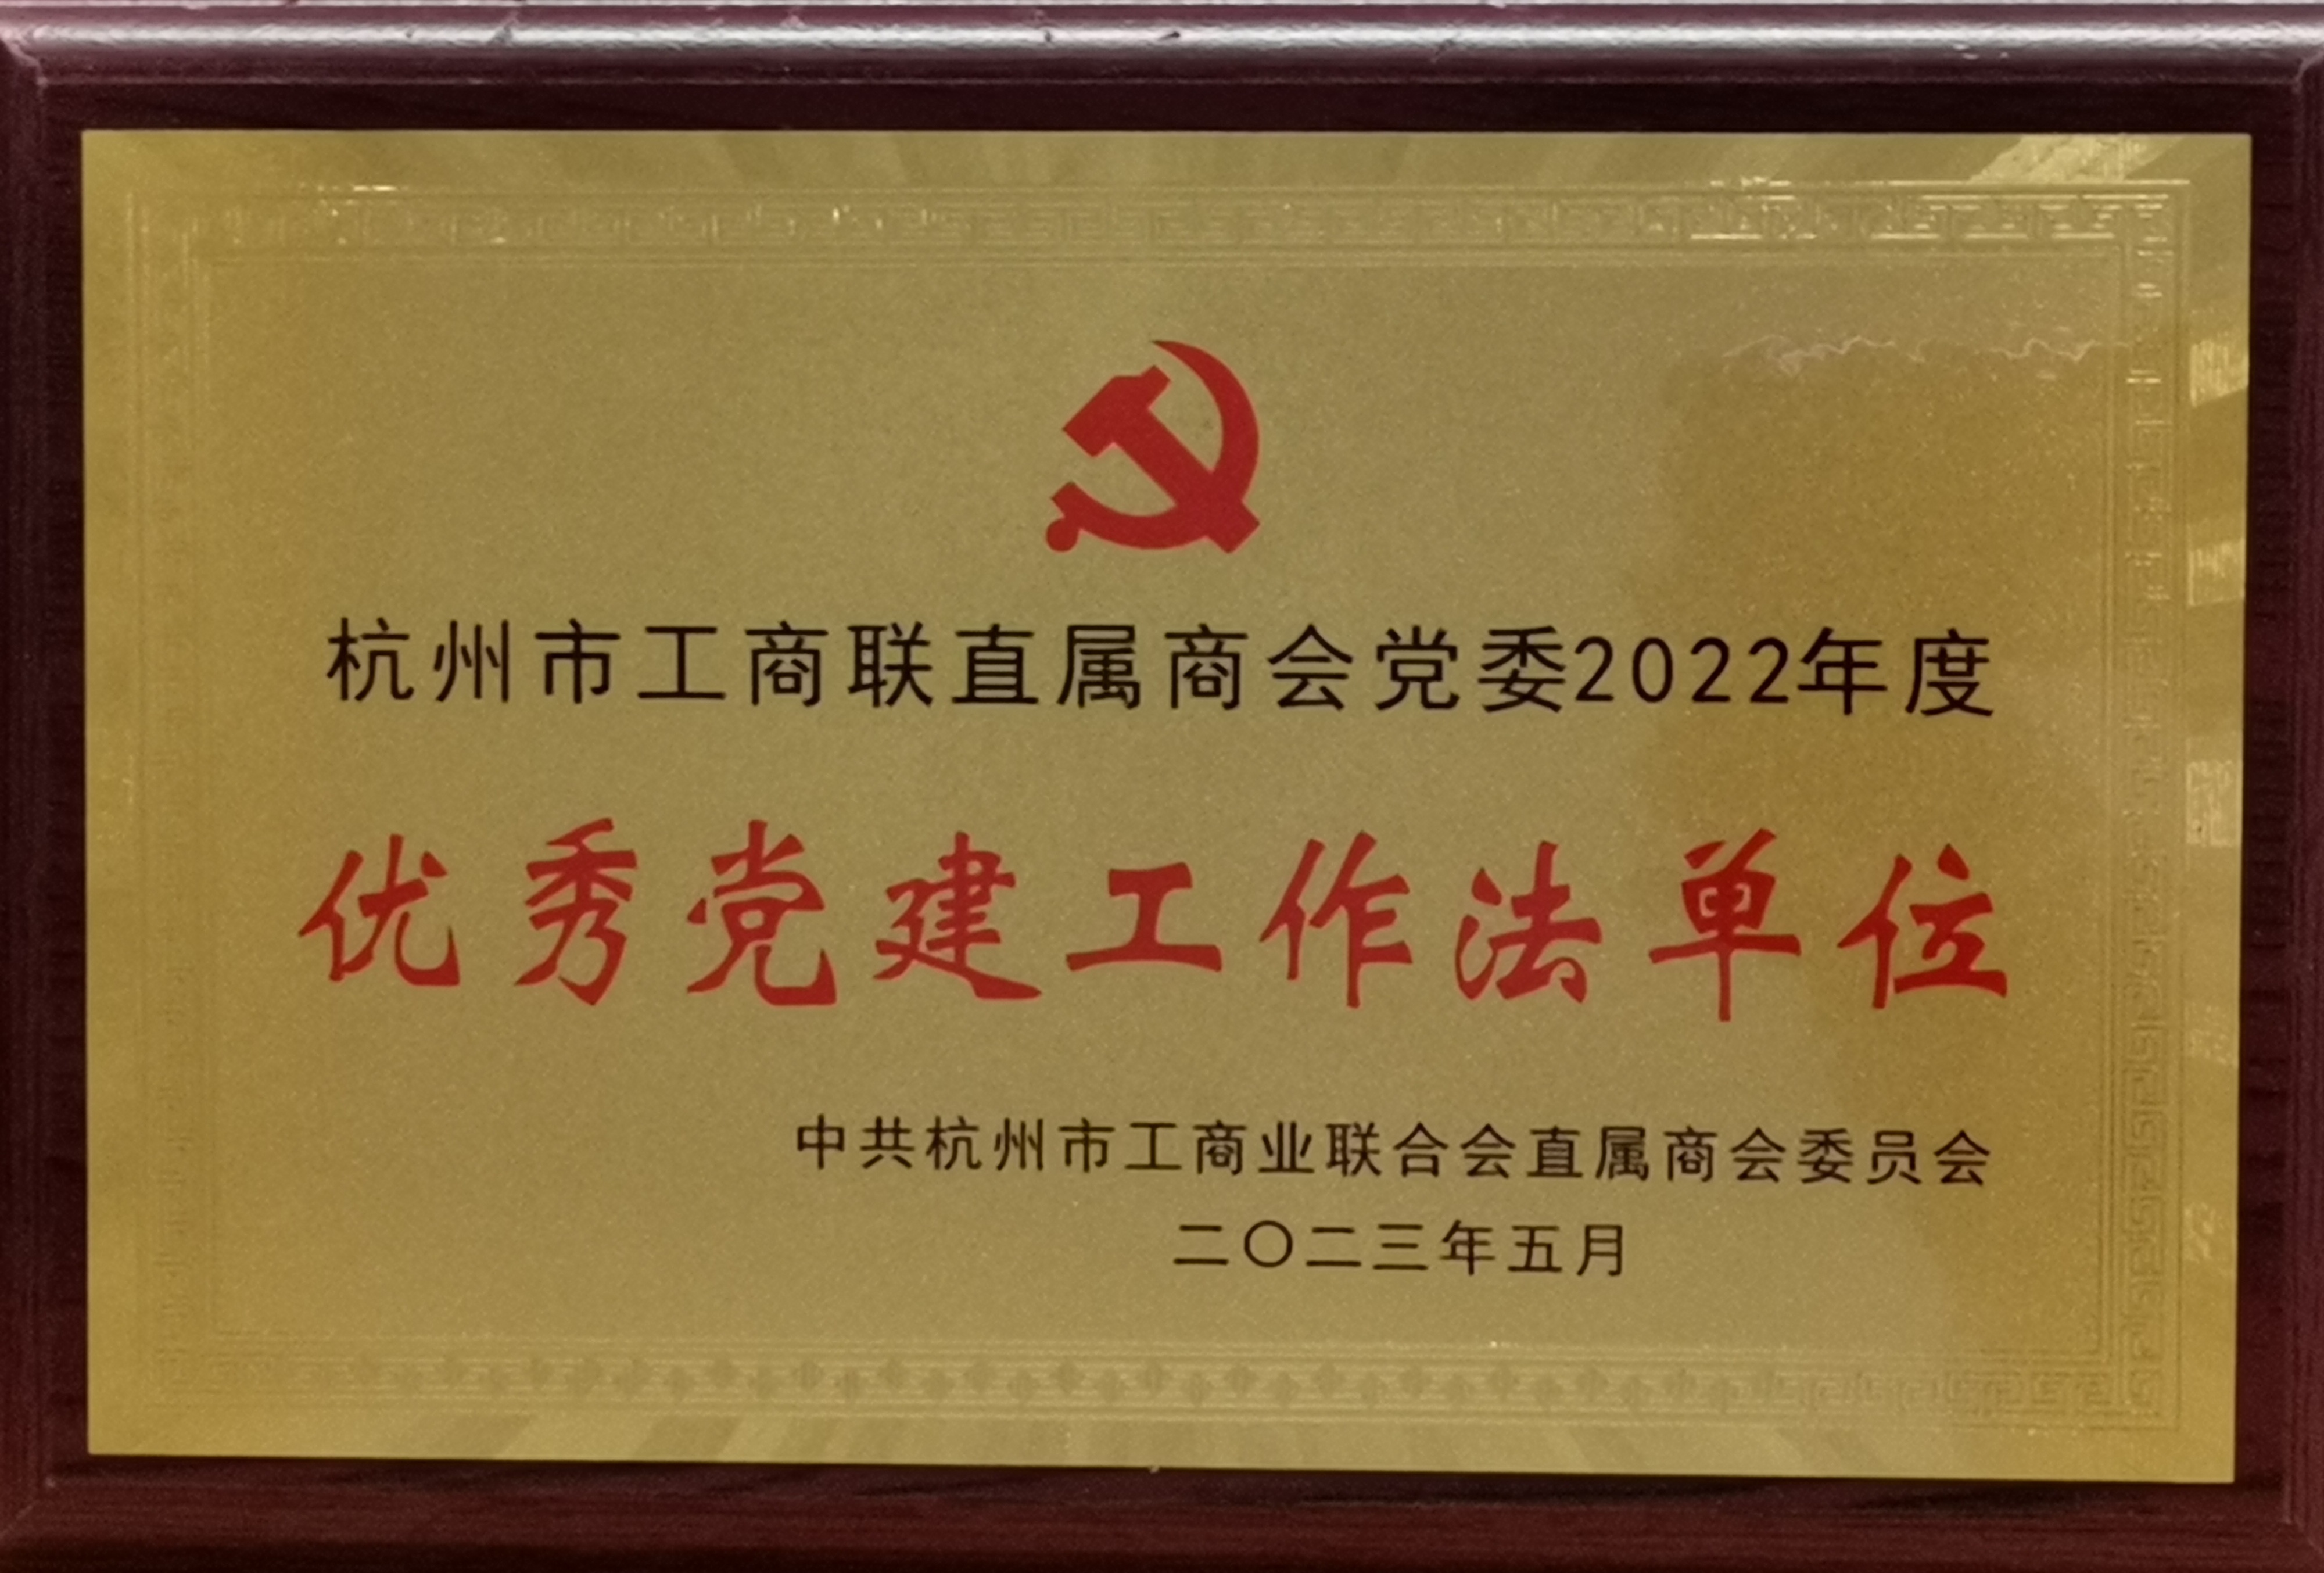 杭州市工商联直属商会党委2022年度
优秀党建工作法单位
中共杭州市工商业联合会直属商会委员会
二〇二三年五月